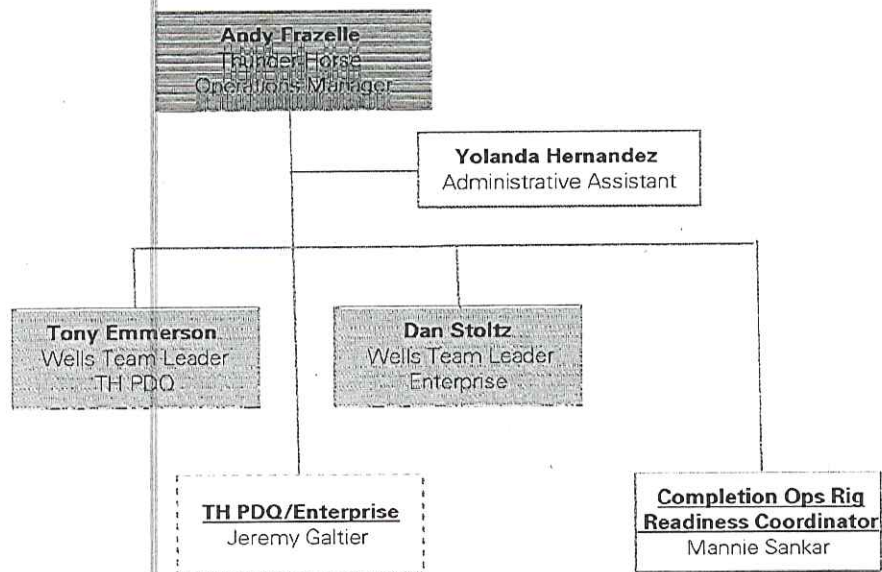 Andy Frazelle
Thunder Horse
Operations Manager
Yolanda Hernandez
Administrative Assistant
Tony Emmerson
Wells Team Leader
TH PDQ
Dan Stoltz
Wells Team Leader
Enterprise
TH PDQ/Enterprise
Jeremy Galtier
Completion Ops Rig
Readiness Coordinator
Mannie Sankar